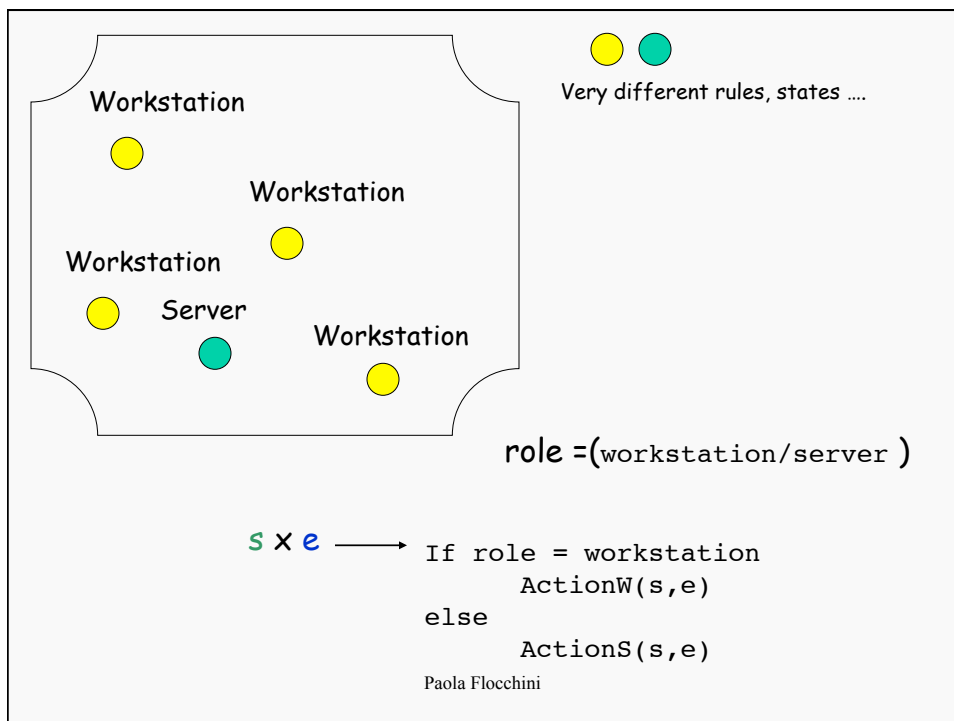 Workstation
Very different rules, states ....
Workstation
Workstation
Server
Workstation
role =(workstation/server )
s x e
If role = workstation
ActionW(s,e)
else
ActionS(s,e)
Paola Flocchini